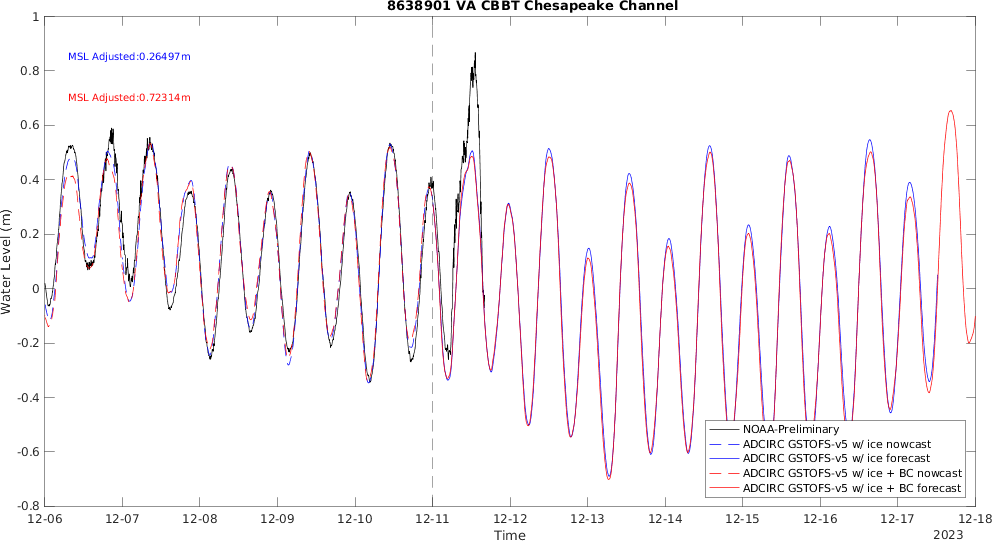 8638901 VA CBBT Chesapeake Channel
1
0.8
0.6
0.4
0.2
0
-0.2
-0.4
-0.6
-0.8
Water Level (m)
MSL Adjusted:0.26497m
MSL Adjusted:0.72314m
NOAA-Preliminary
ADCIRC GSTOFS-v5 w/ ice nowcast
ADCIRC GSTOFS-v5 w/ ice forecast
ADCIRC GSTOFS-v5 w/ ice + BC nowcast
ADCIRC GSTOFS-v5 w/ ice + BC forecast
12-06 12-07 12-08 12-09 12-10 12-11 12-12 12-13 12-14 12-15 12-16 12-17 12-18
Time
2023